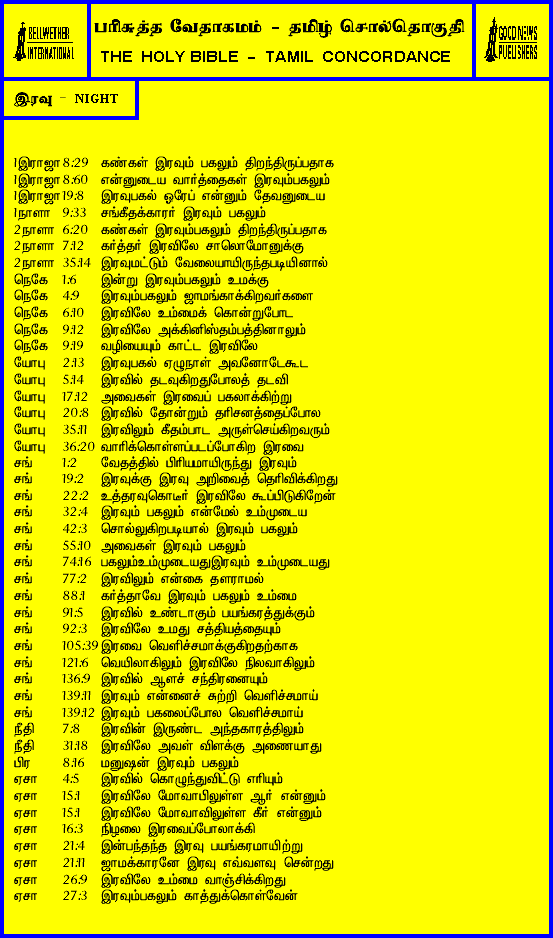 BELLWETHER
INTERNATIONAL
பரிசுத்த வேதாகமம் - தமிழ் சொல்தொகுதி
THE HOLY BIBLE - TAMIL CONCORDANCE
GOOD NEWS
PUBLISHERS
இரவு - NIGHT
1இராஜா 8:29 கண்கள் இரவும் பகலும் திறந்திருப்பதாக
1இராஜா 8:60 என்னுடைய வார்த்தைகள் இரவும்பகலும்
1இராஜா 19:8 இரவுபகல் ஒரேப் என்னும் தேவனுடைய
1நாளா 9:33 சங்கீதக்காரர் இரவும் பகலும்
2நாளா 6:20 கண்கள் இரவும்பகலும் திறந்திருப்பதாக
2நாளா 7:12 கர்த்தர் இரவிலே சாலொமோனுக்கு
2நாளா 35:14 இரவுமட்டும் வேலையாயிருந்தபடியினால்
நெகே 1:6 இன்று இரவும்பகலும் உமக்கு
நெகே 4:9 இரவும்பகலும் ஜாமங்காக்கிறவர்களை
நெகே 6:10 இரவிலே உம்மைக் கொன்றுபோட
நெகே 9:12 இரவிலே அக்கினிஸ்தம்பத்தினாலும்
நெகே 9:19 வழியையும் காட்ட இரவிலே
யோபு 2:13 இரவுபகல் ஏழுநாள் அவனோடேகூட
யோபு 5:14 இரவில் தடவுகிறதுபோலத் தடவி
யோபு 17:12 அவைகள் இரவைப் பகலாக்கிற்று
யோபு 20:8 இரவில் தோன்றும் தரிசனத்தைப்போல
யோபு 35:11 இரவிலும் கீதம்பாட அருள்செய்கிறவரும்
யோபு 36:20 வாரிக்கொள்ளப்படப்போகிற இரவை
சங் 1:2 வேதத்தில் பிரியமாயிருந்து இரவும்
சங் 19:2 இரவுக்கு இரவு அறிவைத் தெரிவிக்கிறது
சங் 22:2 உத்தரவுகொடீர் இரவிலே கூப்பிடுகிறேன்
சங் 32:4 இரவும் பகலும் என்மேல் உம்முடைய
சங் 42:3 சொல்லுகிறபடியால் இரவும் பகலும்
சங் 55:10 அவைகள் இரவும் பகலும்
சங் 74:16 பகலும்உம்முடையதுஇரவும் உம்முடையது
சங் 77:2 இரவிலும் என்கை தளராமல்
சங் 88:1 கர்த்தாவே இரவும் பகலும் உம்மை
சங் 91:5 இரவில் உண்டாகும் பயங்கரத்துக்கும்
சங் 92:3 இரவிலே உமது சத்தியத்தையும்
சங் 105:39 இரவை வெளிச்சமாக்குகிறதற்காக
சங் 121:6 வெயிலாகிலும் இரவிலே நிலவாகிலும்
சங் 136:9 இரவில் ஆளச் சந்திரனையும்
சங் 139:11 இரவும் என்னைச் சுற்றி வெளிச்சமாய்
சங் 139:12 இரவும் பகலைப்போல வெளிச்சமாய்
நீதி 7:8 இரவின் இருண்ட அந்தகாரத்திலும்
நீதி 31:18 இரவிலே அவள் விளக்கு அணையாது
பிர 8:16 மனுஷன் இரவும் பகலும்
ஏசா 4:5 இரவில் கொழுந்துவிட்டு எரியும்
ஏசா 15:1 இரவிலே மோவாபிலுள்ள ஆர் என்னும்
ஏசா 15:1 இரவிலே மோவாவிலுள்ள கீர் என்னும்
ஏசா 16:3 நிழலை இரவைப்போலாக்கி
ஏசா 21:4 இன்பந்தந்த இரவு பயங்கரமாயிற்று
ஏசா 21:11 ஜாமக்காரனே இரவு எவ்வளவு சென்றது
ஏசா 26:9 இரவிலே உம்மை வாஞ்சிக்கிறது
ஏசா 27:3 இரவும்பகலும் காத்துக்கொள்வேன்